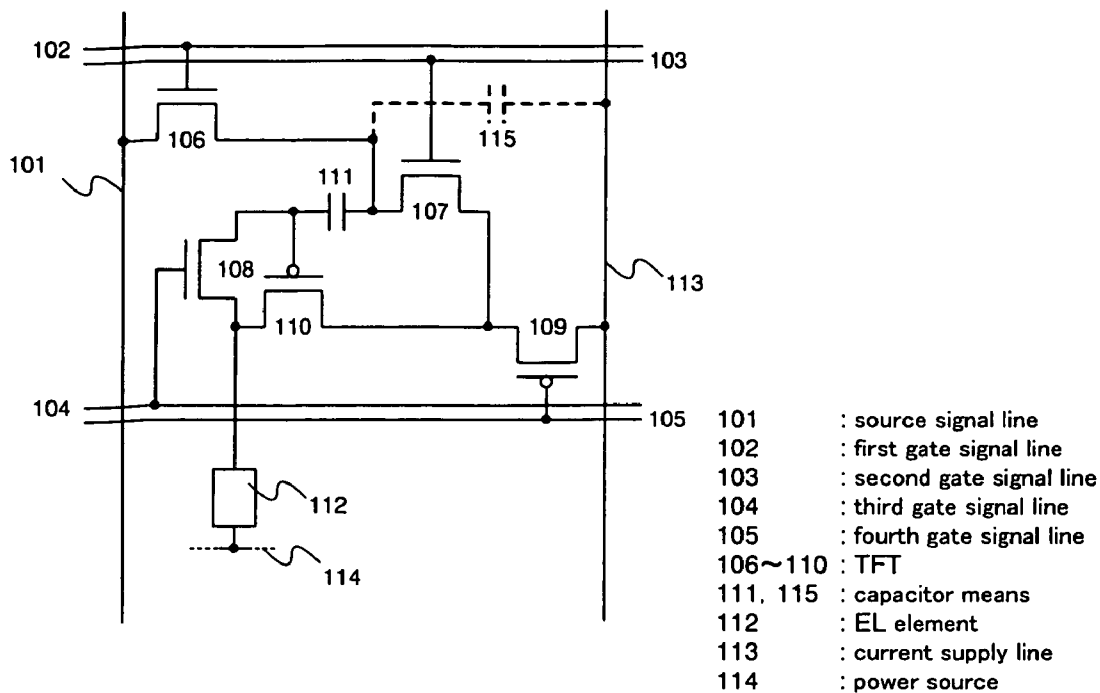 102
103
106
115
101
111
107
108
113
110
109
104
105
112
114
101 : source signal line
102 : first gate signal line
103 : second gate signal line
104 : third gate signal line
105 : fourth gate signal line
106～110 : TFT
111, 115 : capacitor means
112 : EL element
113 : current supply line
114 : power source